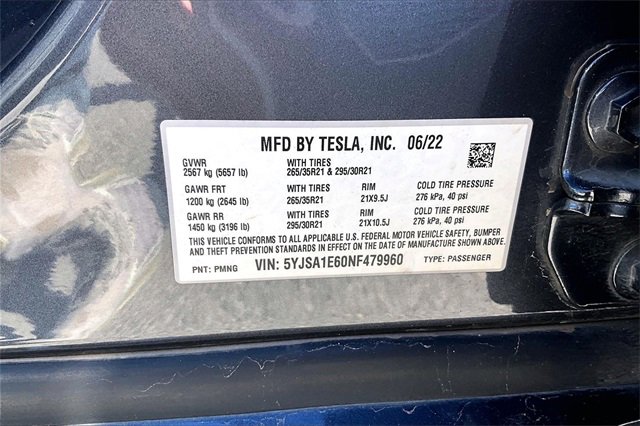 MFD BY TESLA, INC. 06/22
GVWR WITH TIRES
2567 kg (5657 lb) 265/35R21 & 295/30R21
GAWR FRT WITH TIRES RIM COLD TIRE PRESSURE
1200 kg (2645 lb) 265/35R21 21X9.5J 276 kPa, 40 psi
GAWR RR WITH TIRES RIM COLD TIRE PRESSURE
1450 kg (3196 lb) 295/30R21 21X10.5J 276 kPa, 40 psi
THIS VEHICLE CONFORMS TO ALL APPLICABLE U.S. FEDERAL MOTOR VEHICLE SAFETY, BUMPER
AND THEFT PREVENTION STANDARDS IN EFFECT ON THE DATE OF MANUFACTURE SHOWN ABOVE.
PNT: PMNG VIN: 5YJSA1E60NF479960 TYPE: PASSENGER